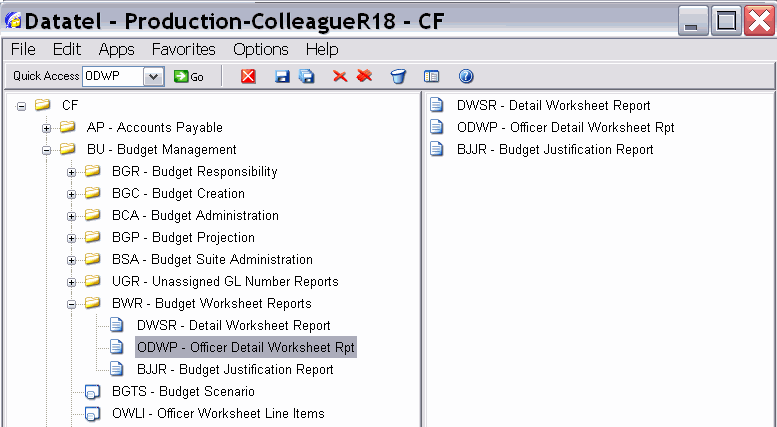 Datatel - Production-ColleagueR18 - CF
File Edit Apps Favorites Options Help
Quick Access ODWP Go
CF
AP - Accounts Payable
BU - Budget Management
BGR - Budget Responsibility
BGC - Budget Creation
BCA - Budget Administration
BGP - Budget Projection
BSA - Budget Suite Administration
UGR - Unassigned GL Number Reports
BWR - Budget Worksheet Reports
DWSR - Detail Worksheet Report
ODWP - Officer Detail Worksheet Rpt
BJJR - Budget Justification Report
BGTS - Budget Scenario
OWLI - Officer Worksheet Line Items
DWSR - Detail Worksheet Report
ODWP - Officer Detail Worksheet Rpt
BJJR - Budget Justification Report